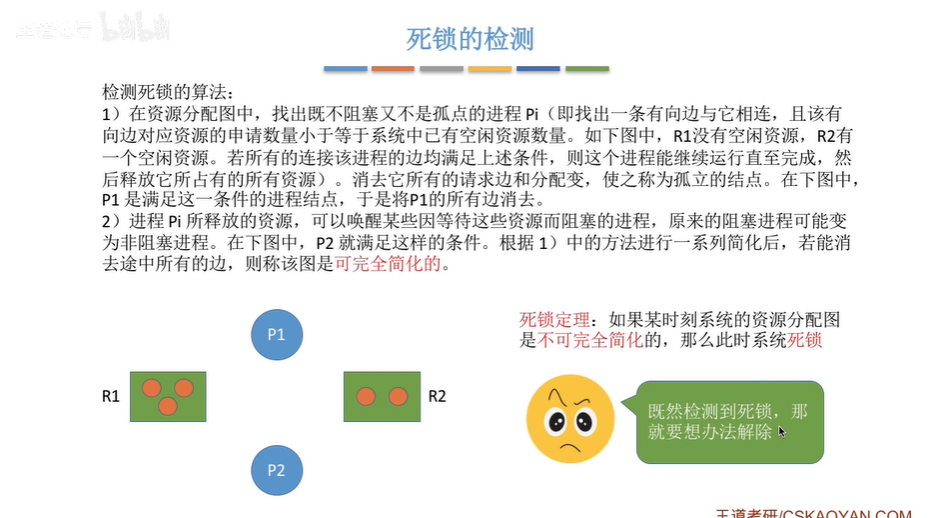 死锁的检测
检测死锁的算法：
1）在资源分配图中，找出既不阻塞又不是孤点的进程 Pi（即找出一条有向边与它相连，且该有
向边对应资源的申请数量小于等于系统中已有空闲资源数量。如下图中，R1没有空闲资源，R2有
一个空闲资源。若所有的连接该进程的边均满足上述条件，则这个进程能继续运行直至完成，然
后释放它所占有的所有资源）。消去它所有的请求边和分配变，使之称为孤立的结点。在下图中，
P1 是满足这一条件的进程结点，于是将P1的所有边消去。
2）进程 Pi 所释放的资源，可以唤醒某些因等待这些资源而阻塞的进程，原来的阻塞进程可能变
为非阻塞进程。在下图中，P2 就满足这样的条件。根据 1）中的方法进行一系列简化后，若能消
去途中所有的边，则称该图是可完全简化的。
P1
R1
R2
P2
死锁定理：如果某时刻系统的资源分配图
是不可完全简化的，那么此时系统死锁
既然检测到死锁，那
就要想办法解除
王道考研/CSKAOYAN.COM